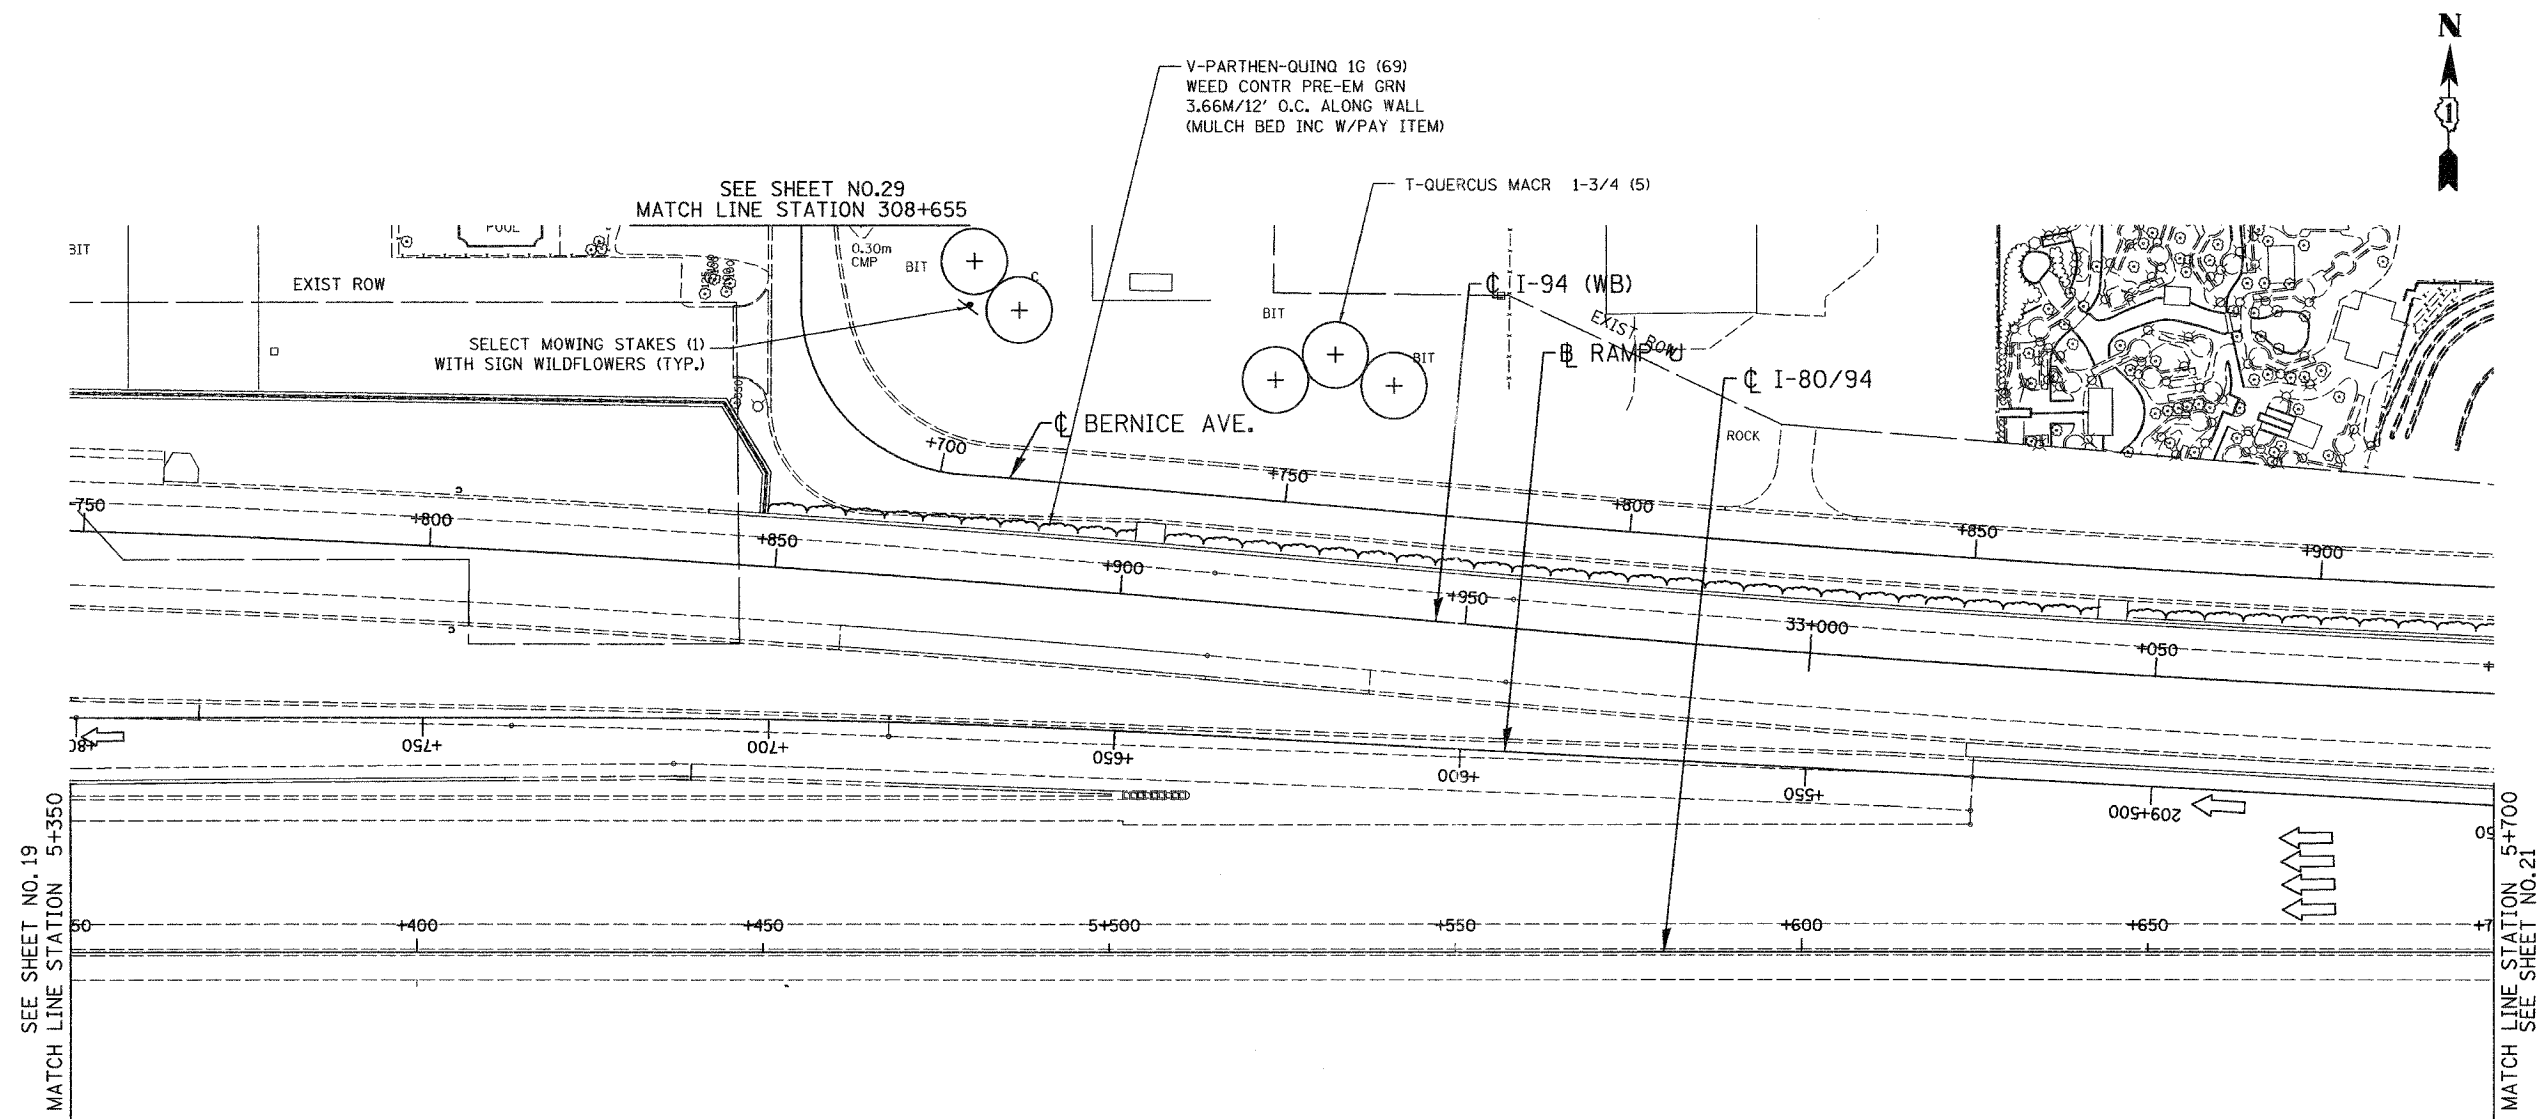 N
1
V-PARTHEN-QUINQ 1G (69)
WEED CONTR PRE-EM GRN
3.66M/12' O.C. ALONG WALL
(MULCH BED INC W/PAY ITEM)
SEE SHEET NO.29
MATCH LINE STATION 308+655
T-QUERCUS MACR 1-3/4 (5)
POOL
BIT
0.30m
CMP
BIT
C
EXIST ROW
℄ I-94 (WB)
BIT
EXIST ROW
SELECT MOWING STAKES (1)
WITH SIGN WILDFLOWERS (TYP.)
BIT
B͟L RAMP U
℄ I-80/94
℄ BERNICE AVE.
ROCK
+700
+750
+800
+850
+900
+750
+800
+850
+900
+950
33+000
+050
+
+80
+750
+700
+650
+600
+550
209+500
50
50
+400
+450
5+500
+550
+600
+650
+7
SEE SHEET NO.19
MATCH LINE STATION 5+350
MATCH LINE STATION 5+700
SEE SHEET NO.21